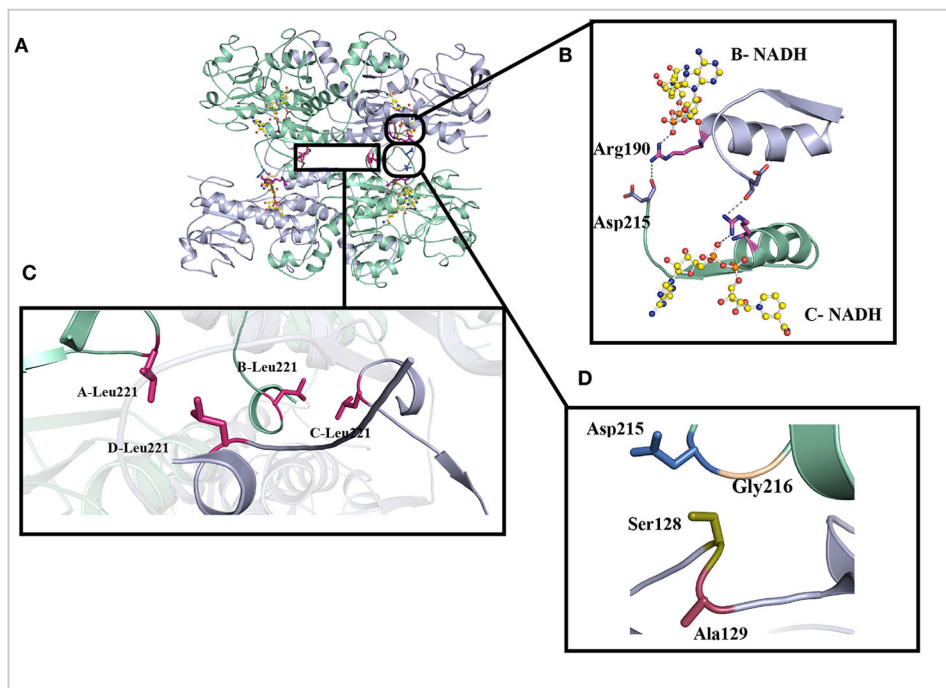 A
B
B- NADH
Arg190
Asp215
C- NADH
C
B-Leu221
A-Leu221
C-Leu221
D-Leu221
D
Asp215
Gly216
Ser128
Ala129